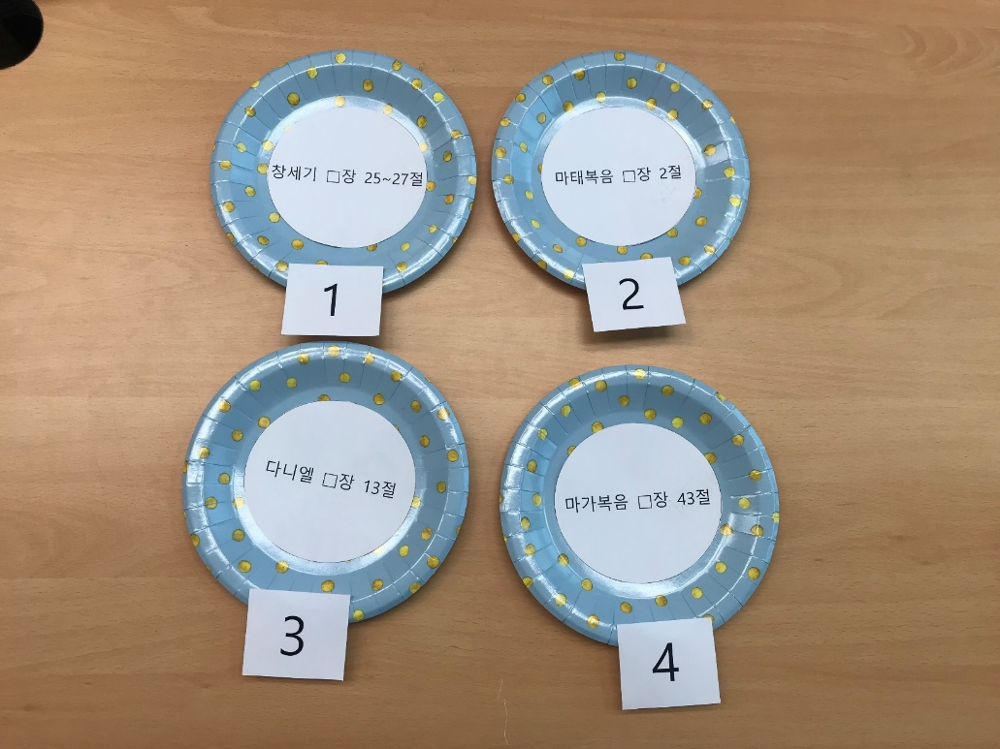 창세기 □장 25~27절
1
마태복음 □장 2절
2
다니엘 □장 13절
3
마가복음 □장 43절
4